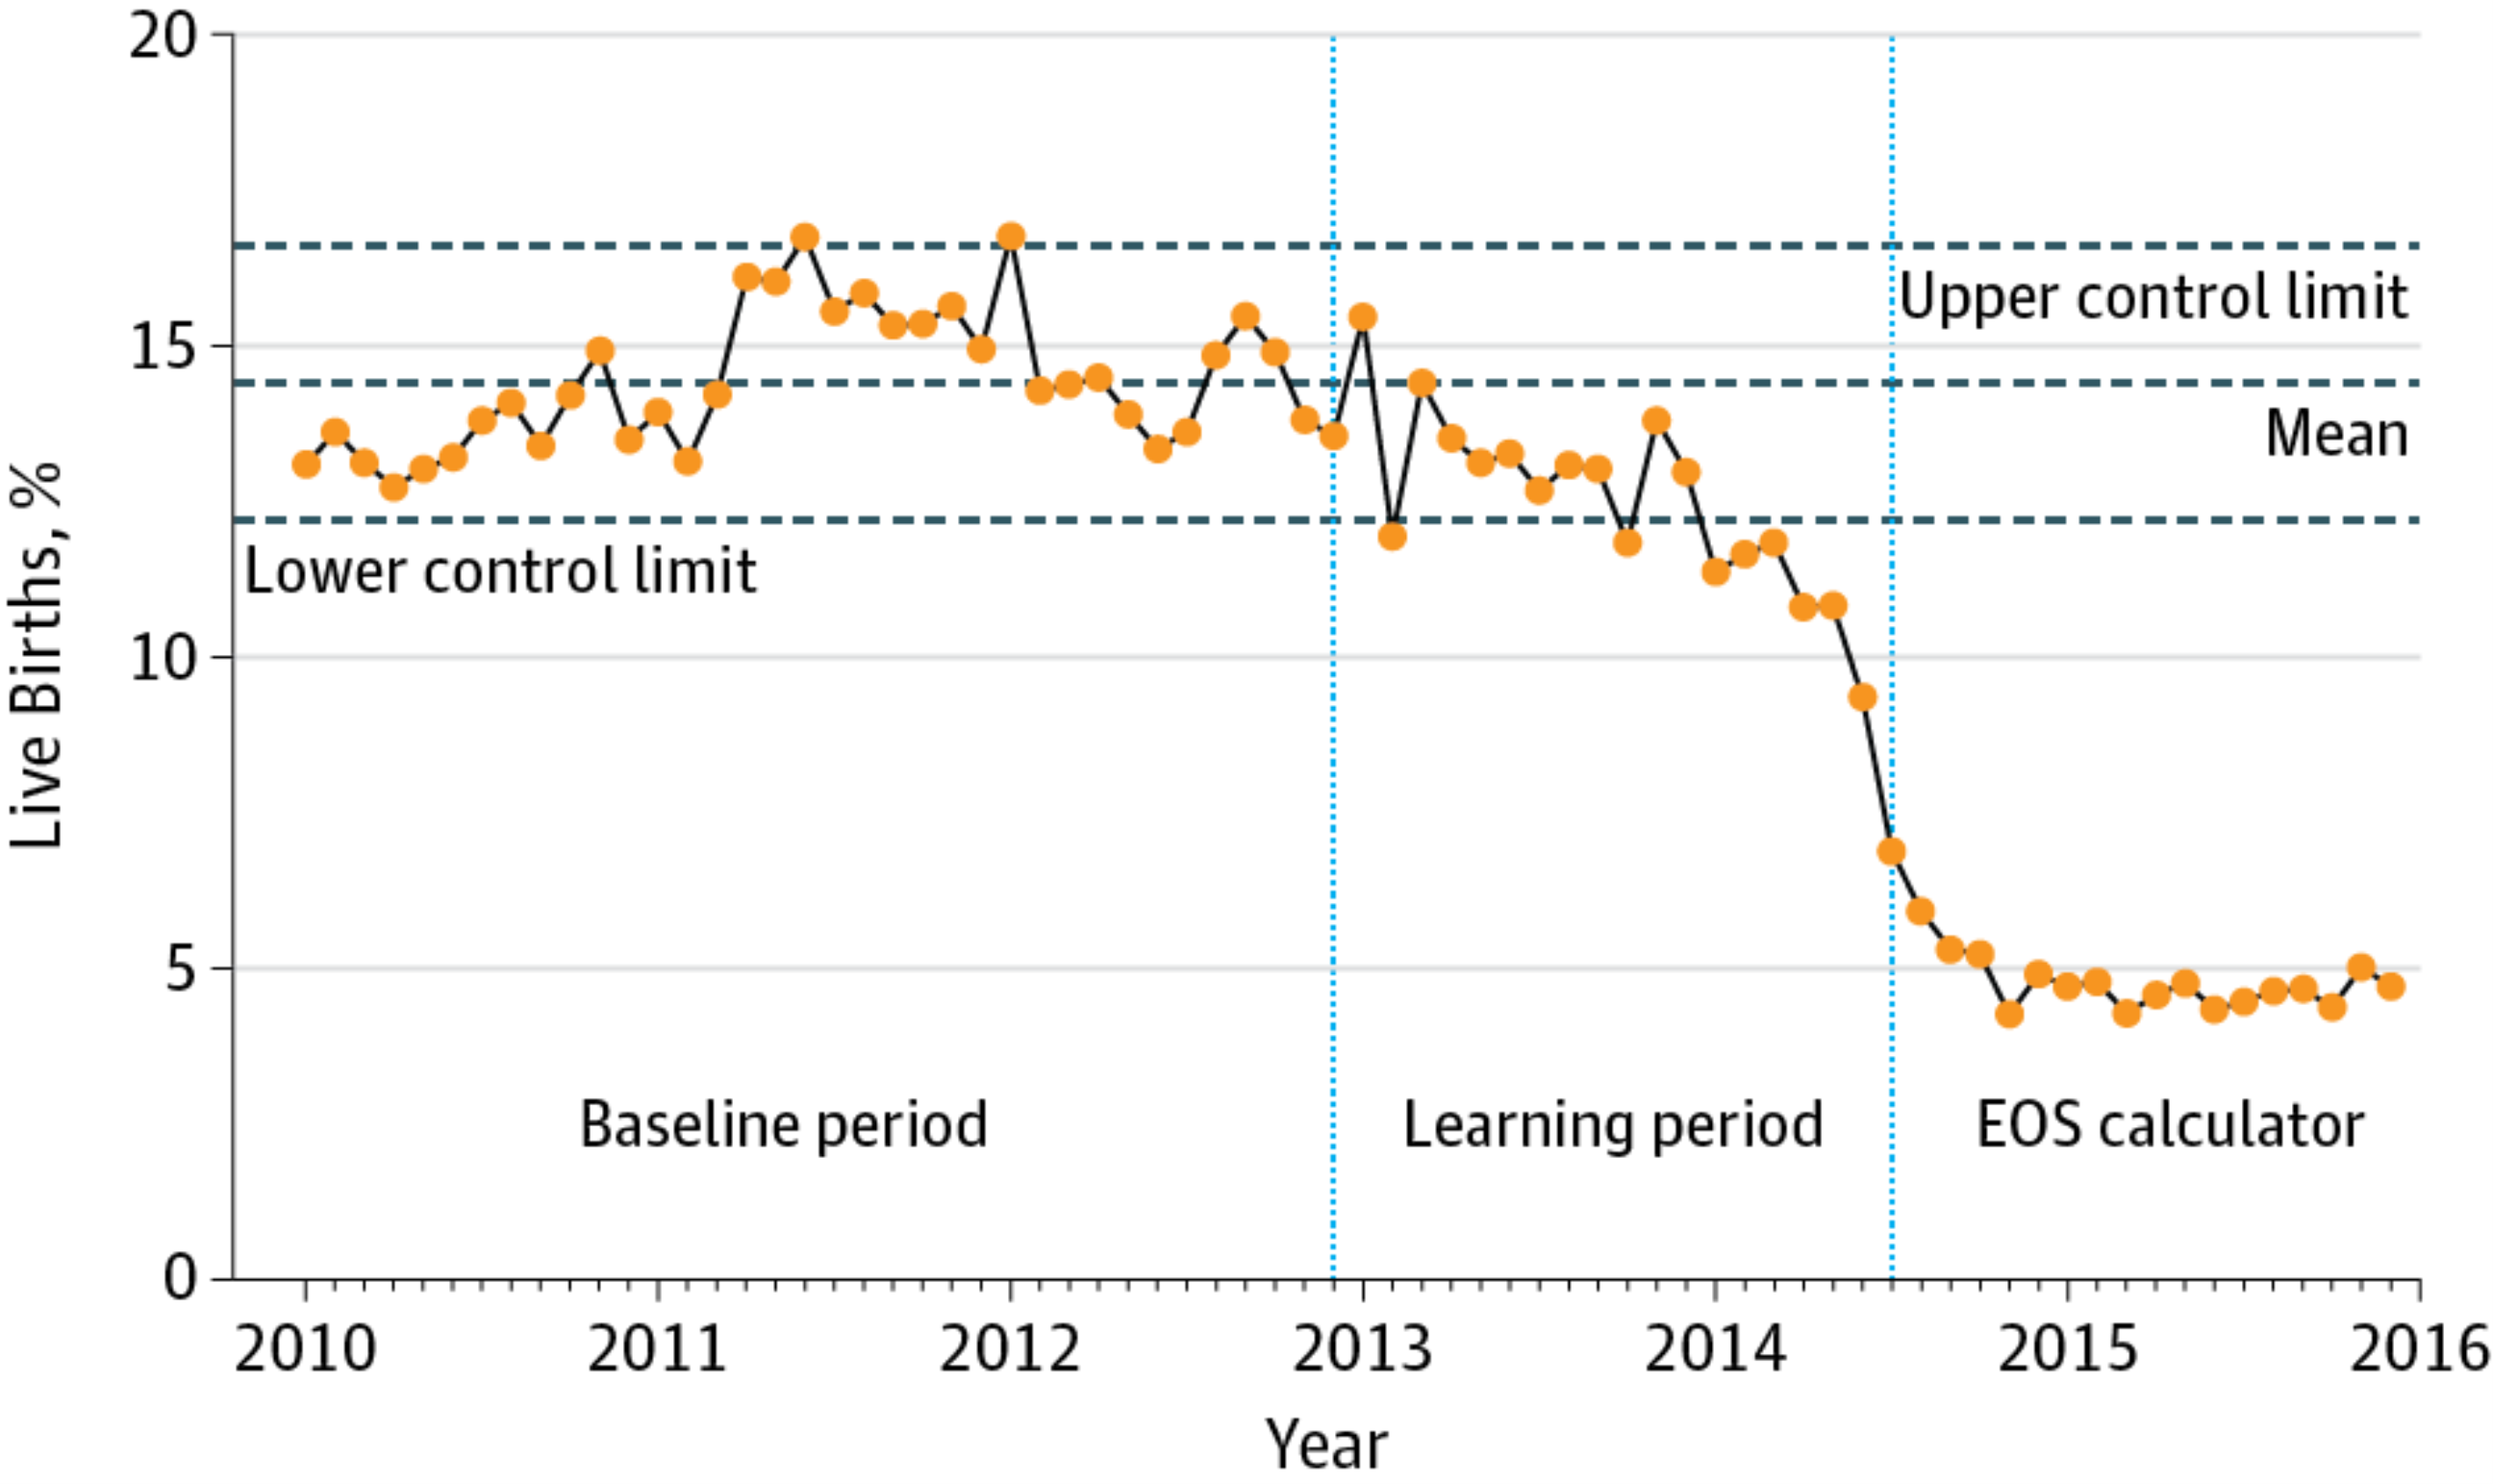 Live Births, %
20
15
10
5
0
Upper control limit
Mean
Lower control limit
Baseline period
Learning period
EOS calculator
2010 2011 2012 2013 2014 2015 2016
Year